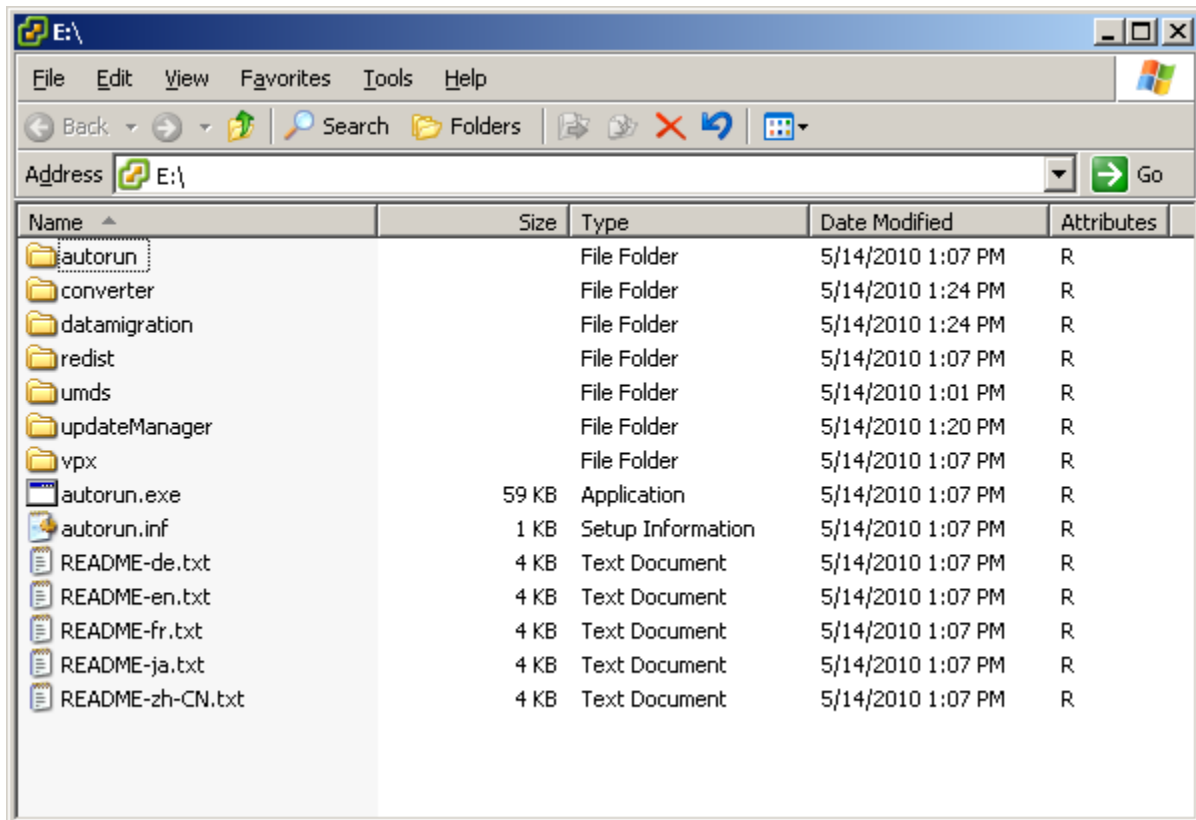 E:\
File Edit View Favorites Tools Help
Back Search Folders
Address E:\ Go
Name Size Type Date Modified Attributes
autorun File Folder 5/14/2010 1:07 PM R
converter File Folder 5/14/2010 1:24 PM R
datamigration File Folder 5/14/2010 1:24 PM R
redist File Folder 5/14/2010 1:07 PM R
umds File Folder 5/14/2010 1:01 PM R
updateManager File Folder 5/14/2010 1:20 PM R
vpx File Folder 5/14/2010 1:07 PM R
autorun.exe 59 KB Application 5/14/2010 1:07 PM R
autorun.inf 1 KB Setup Information 5/14/2010 1:07 PM R
README-de.txt 4 KB Text Document 5/14/2010 1:07 PM R
README-en.txt 4 KB Text Document 5/14/2010 1:07 PM R
README-fr.txt 4 KB Text Document 5/14/2010 1:07 PM R
README-ja.txt 4 KB Text Document 5/14/2010 1:07 PM R
README-zh-CN.txt 4 KB Text Document 5/14/2010 1:07 PM R